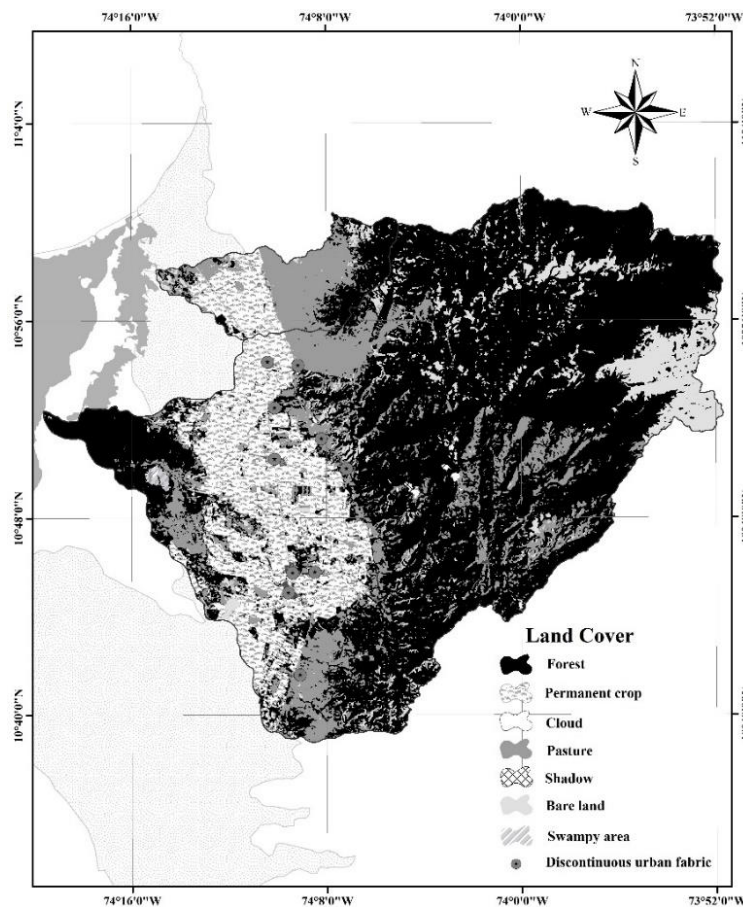 74°16'0"W 74°8'0"W 74°0'0"W 73°52'0"W
N
W E
S
11°4'0"N
10°56'0"N
10°48'0"N
10°40'0"N
Land Cover
Forest
Permanent crop
Cloud
Pasture
Shadow
Bare land
Swampy area
Discontinuous urban fabric
74°16'0"W 74°8'0"W 74°0'0"W 73°52'0"W